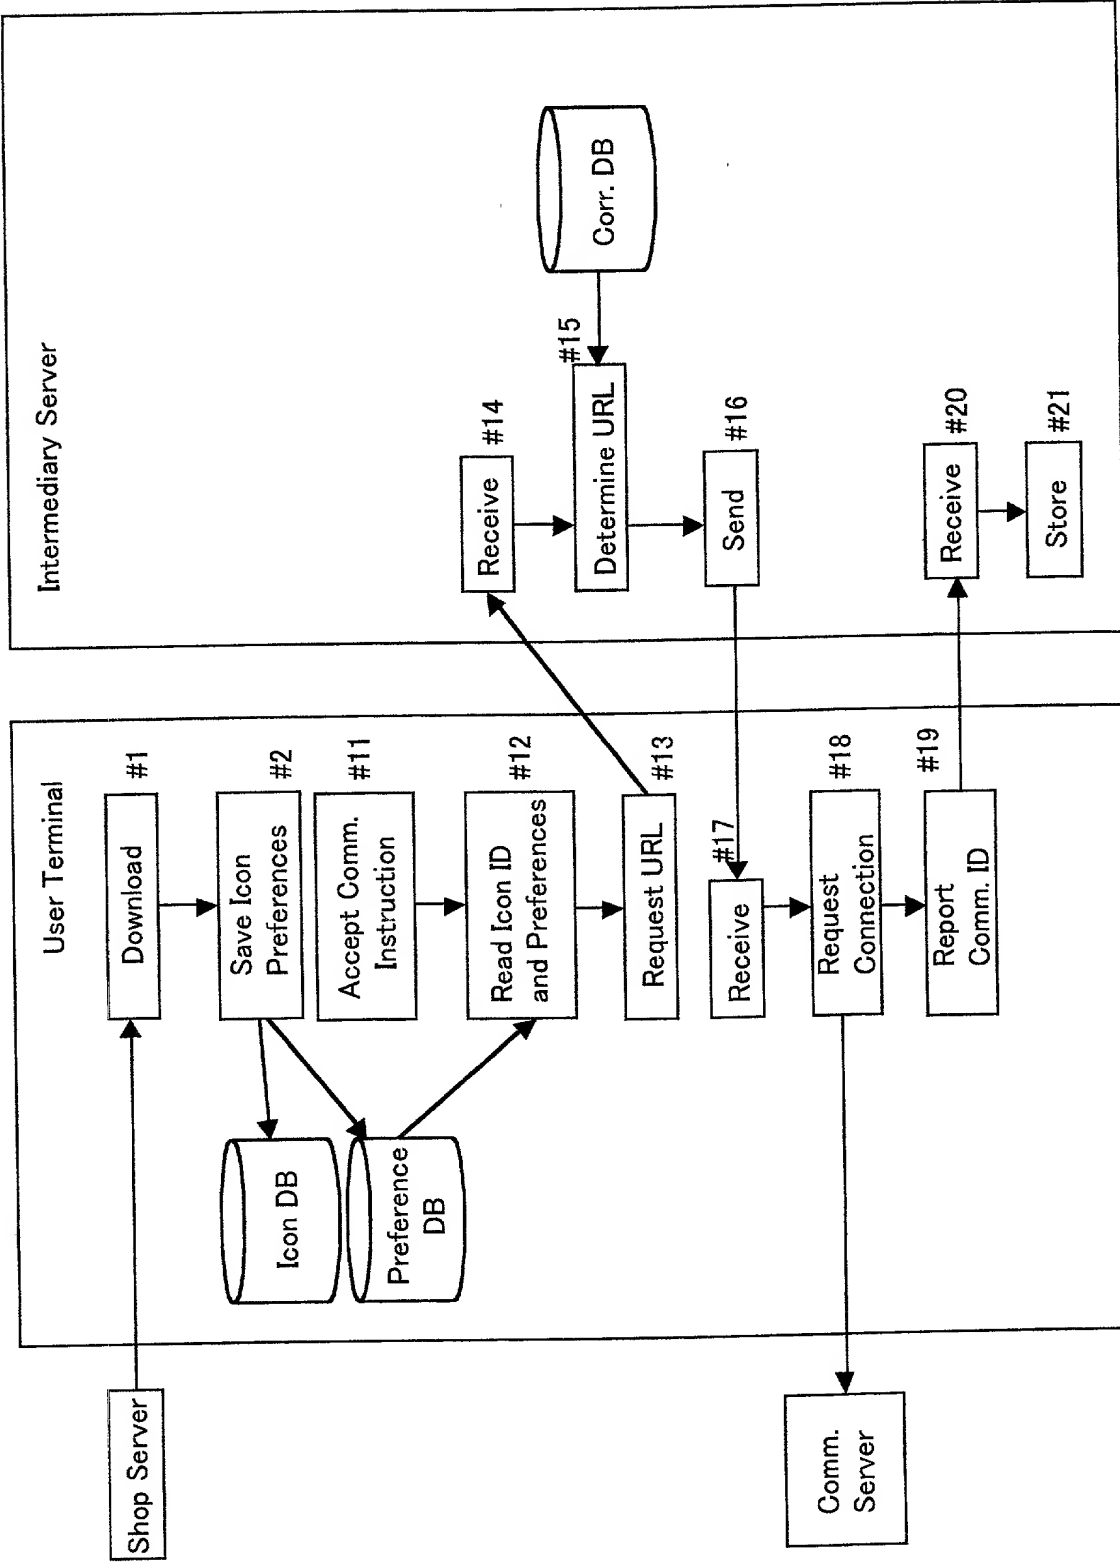 Shop Server
Comm.
Server
User Terminal
Download
#1
Save Icon
Preferences
#2
Icon DB
Preference
DB
Accept Comm.
Instruction
#11
Read Icon ID
and Preferences
#12
Request URL
#13
Receive
#17
Request
Connection
#18
Report
Comm. ID
#19
Intermediary Server
Receive
#14
Determine URL
#15
Corr. DB
Send
#16
Receive
#20
Store
#21